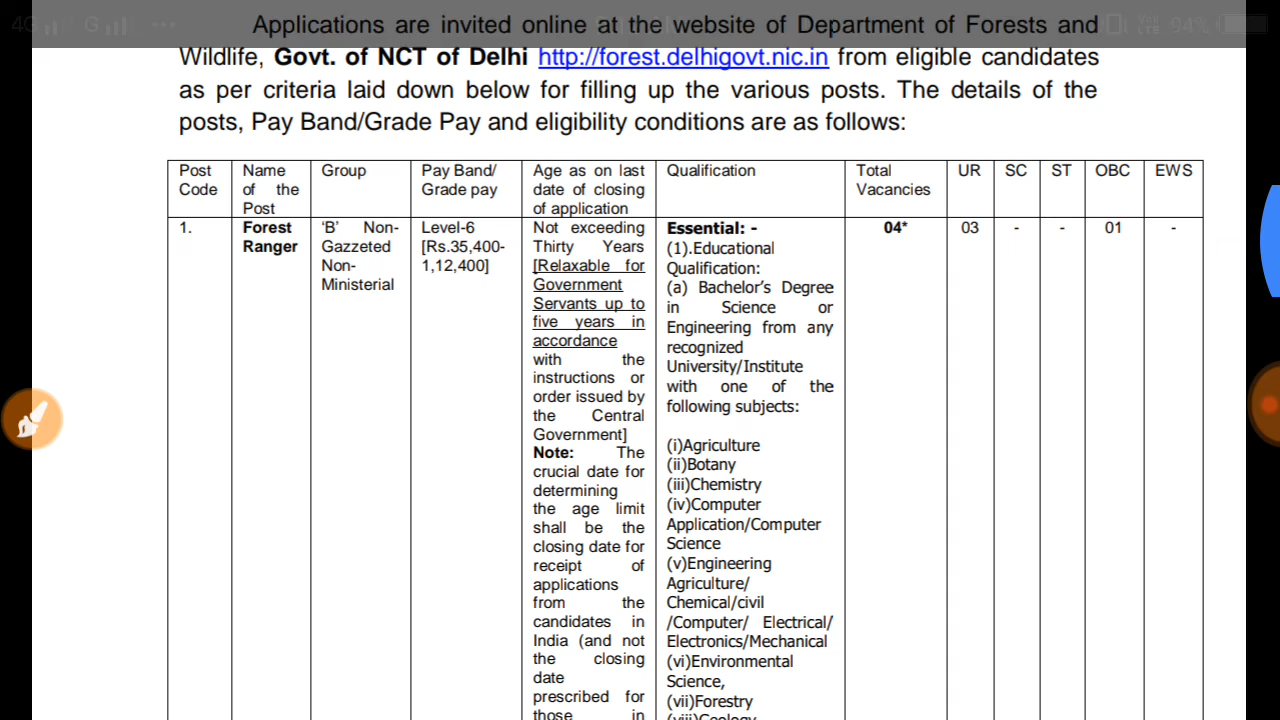 4G G ... 94%
Applications are invited online at the website of Department of Forests and
Wildlife, Govt. of NCT of Delhi http://forest.delhigovt.nic.in from eligible candidates
as per criteria laid down below for filling up the various posts. The details of the
posts, Pay Band/Grade Pay and eligibility conditions are as follows:
Post
Code
Name
of the
Post
Group
Pay Band/
Grade pay
Age as on last
date of closing
of application
Qualification
Total
Vacancies
UR
SC
ST
OBC
EWS
1.
Forest
Ranger
‘B’ Non-
Gazzeted
Non-
Ministerial
Level-6
[Rs.35,400-
1,12,400]
Not exceeding
Thirty Years
[Relaxable for
Government
Servants up to
five years in
accordance
with the
instructions or
order issued by
the Central
Government]
Note: The
crucial date for
determining
the age limit
shall be the
closing date for
receipt of
applications
from the
candidates in
India (and not
the closing
date
prescribed for
those in
Essential: -
(1).Educational
Qualification:
(a) Bachelor’s Degree
in Science or
Engineering from any
recognized
University/Institute
with one of the
following subjects:
(i)Agriculture
(ii)Botany
(iii)Chemistry
(iv)Computer
Application/Computer
Science
(v)Engineering
Agriculture/
Chemical/civil
/Computer/ Electrical/
Electronics/Mechanical
(vi)Environmental
Science,
(vii)Forestry
(viii)Geology
04*
03
-
-
01
-